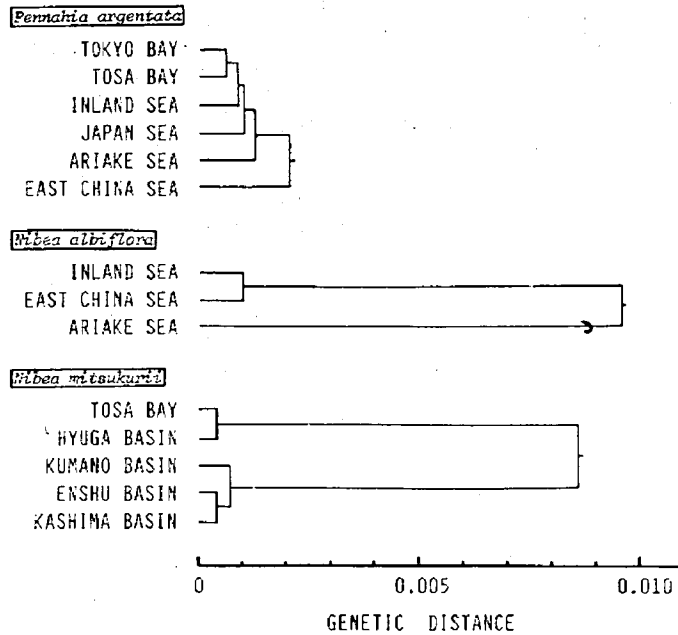 Pennahia argentata
TOKYO BAY
TOSA BAY
INLAND SEA
JAPAN SEA
ARIAKE SEA
EAST CHINA SEA
Nibea albiflora
INLAND SEA
EAST CHINA SEA
ARIAKE SEA
Nibea mitsukurii
TOSA BAY
HYUGA BASIN
KUMANO BASIN
ENSHU BASIN
KASHIMA BASIN
0 0.005 0.010
GENETIC DISTANCE